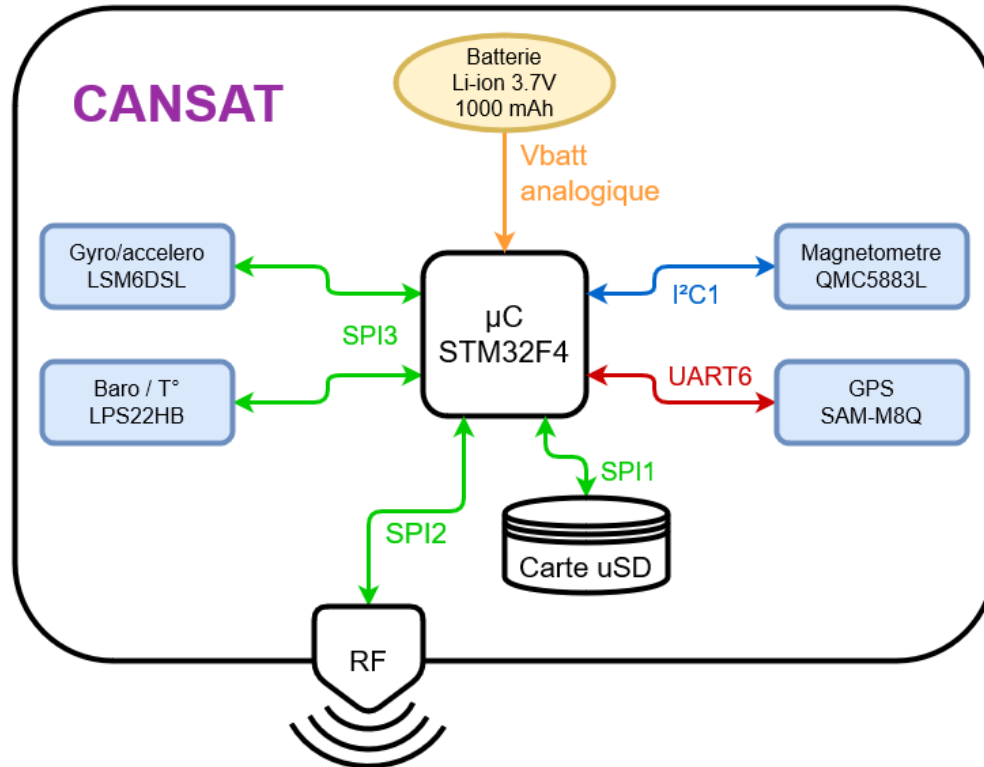 CANSAT
Batterie
Li-ion 3.7V
1000 mAh
Vbatt
analogique
Gyro/accelero
LSM6DSL
SPI3
Baro / T°
LPS22HB
µC
STM32F4
Magnetometre
QMC5883L
I²C1
UART6
GPS
SAM-M8Q
SPI1
SPI2
Carte uSD
RF